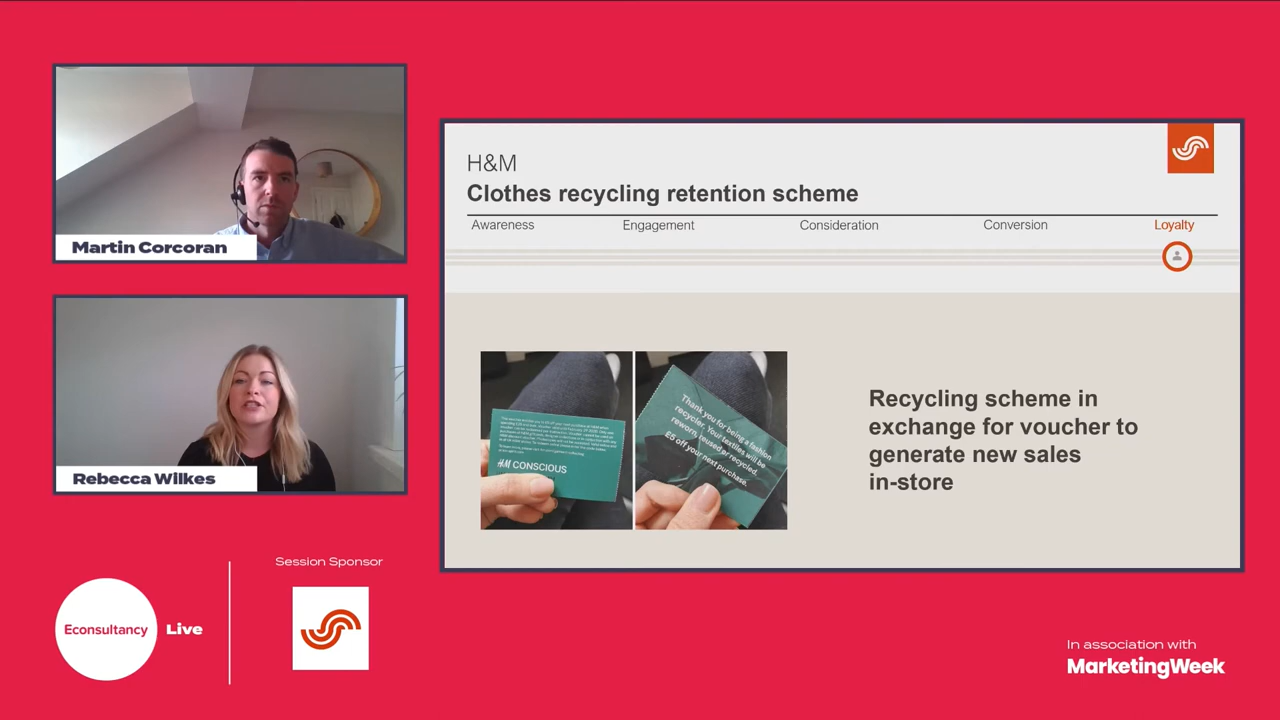 Martin Corcoran
Rebecca Wilkes
Econsultancy Live
Session Sponsor
H&M
Clothes recycling retention scheme
Awareness Engagement Consideration Conversion Loyalty
H&M CONSCIOUS
Thank you for being a fashion
recycler. Your textiles will be
reworn, reused or recycled.
£5 off your next purchase.
Recycling scheme in
exchange for voucher to
generate new sales
in-store
In association with
MarketingWeek